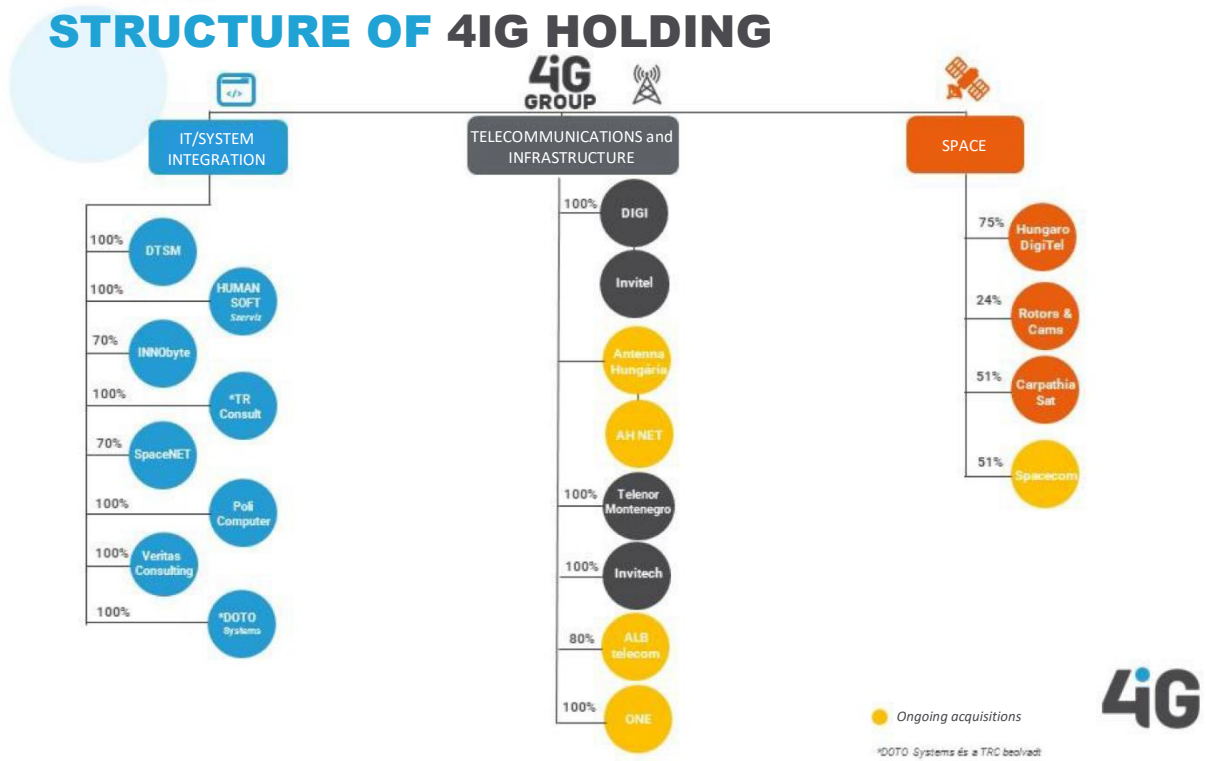 STRUCTURE OF 4IG HOLDING
</>
4iG
GROUP
IT/SYSTEM
INTEGRATION
100%
DTSM
100%
HUMAN
SOFT
Szerviz
70%
INNObyte
100%
*TR
Consult
70%
SpaceNET
100%
Poli
Computer
100%
Veritas
Consulting
100%
*DOTO
Systems
TELECOMMUNICATIONS and
INFRASTRUCTURE
100%
DIGI
Invitel
Antenna
Hungária
AH NET
100%
Telenor
Montenegro
100%
Invitech
80%
ALB
telecom
100%
ONE
SPACE
75%
Hungaro
DigiTel
24%
Rotors &
Cams
51%
Carpathia
Sat
51%
Spacecom
Ongoing acquisitions
*DOTO Systems és a TRC beolvadt
4iG